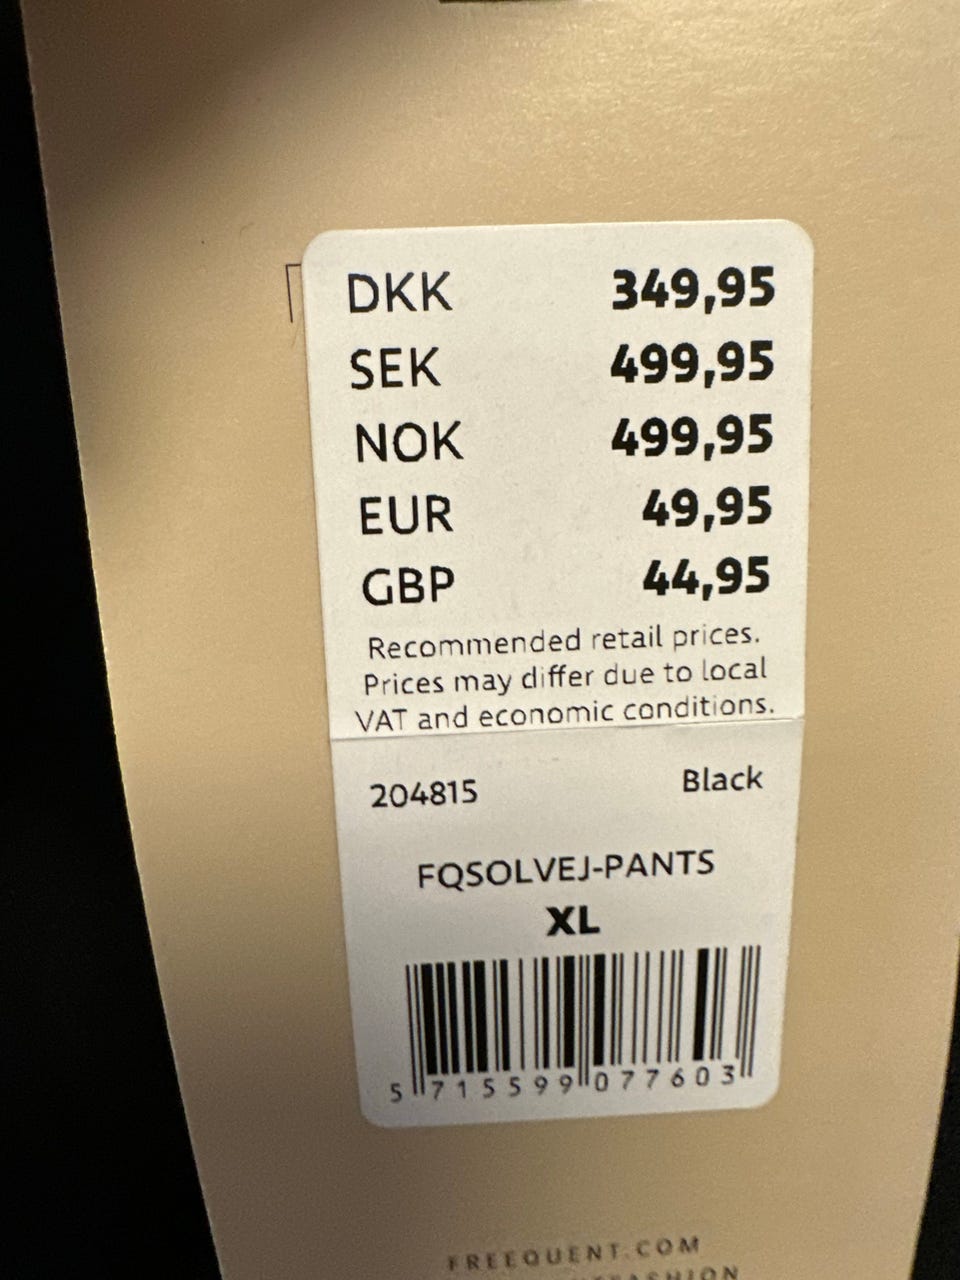 DKK 349,95
SEK 499,95
NOK 499,95
EUR 49,95
GBP 44,95
Recommended retail prices.
Prices may differ due to local
VAT and economic conditions.
204815 Black
FQSOLVEJ-PANTS
XL
5 715599 077603
FREEQUENT.COM